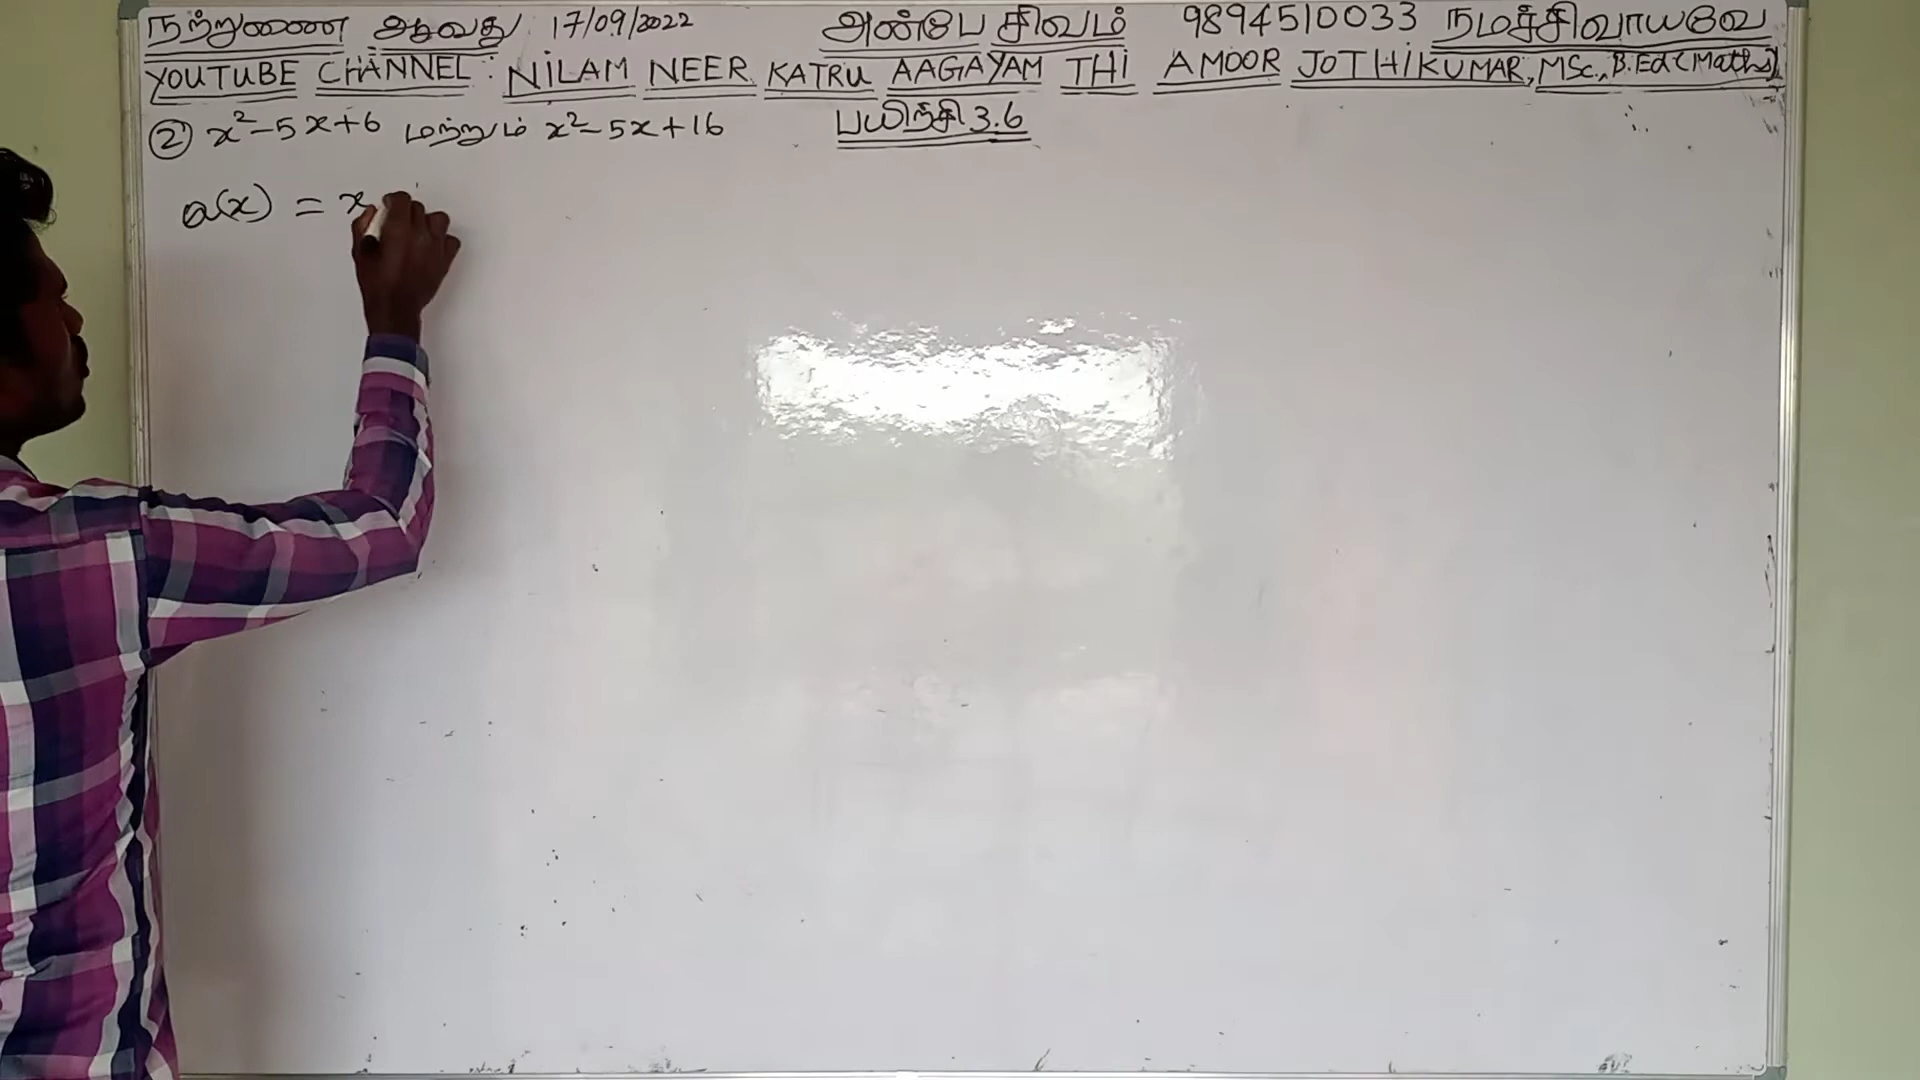 நற்றுணை ஆவது 17/09/2022 அன்பே சிவம் 9894510033 நமச்சிவாயவே
YOUTUBE CHANNEL : NILAM NEER KATRU AAGAYAM THI AMOOR JOTHIKUMAR, MSc., B.Ed (Maths)
② x²-5x+6 மற்றும் x²-5x+16 பயிற்சி 3.6
a(x) = x